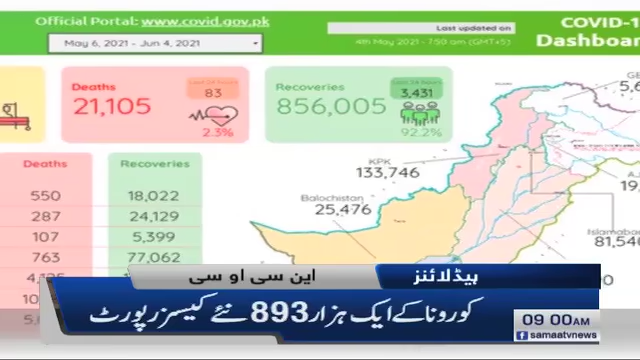 Official Portal: www.covid.gov.pk
COVID-1
Dashboar
Last updated on
4th May 2021 - 7:50 am (GMT+5)
May 6, 2021 - Jun 4, 2021
Deaths
21,105
83
2.3%
Recoveries
856,005
3,431
92.2%
Deaths
Recoveries
550
18,022
287
24,129
107
5,399
763
77,062
KPK
133,746
Balochistan
25,476
5,6
19,
Islamabad
81,540
ہیڈلائنز
این سی او سی
کورونا کے ایک ہزار 893 نئے کیسز رپورٹ
09:00AM
samaatvnews